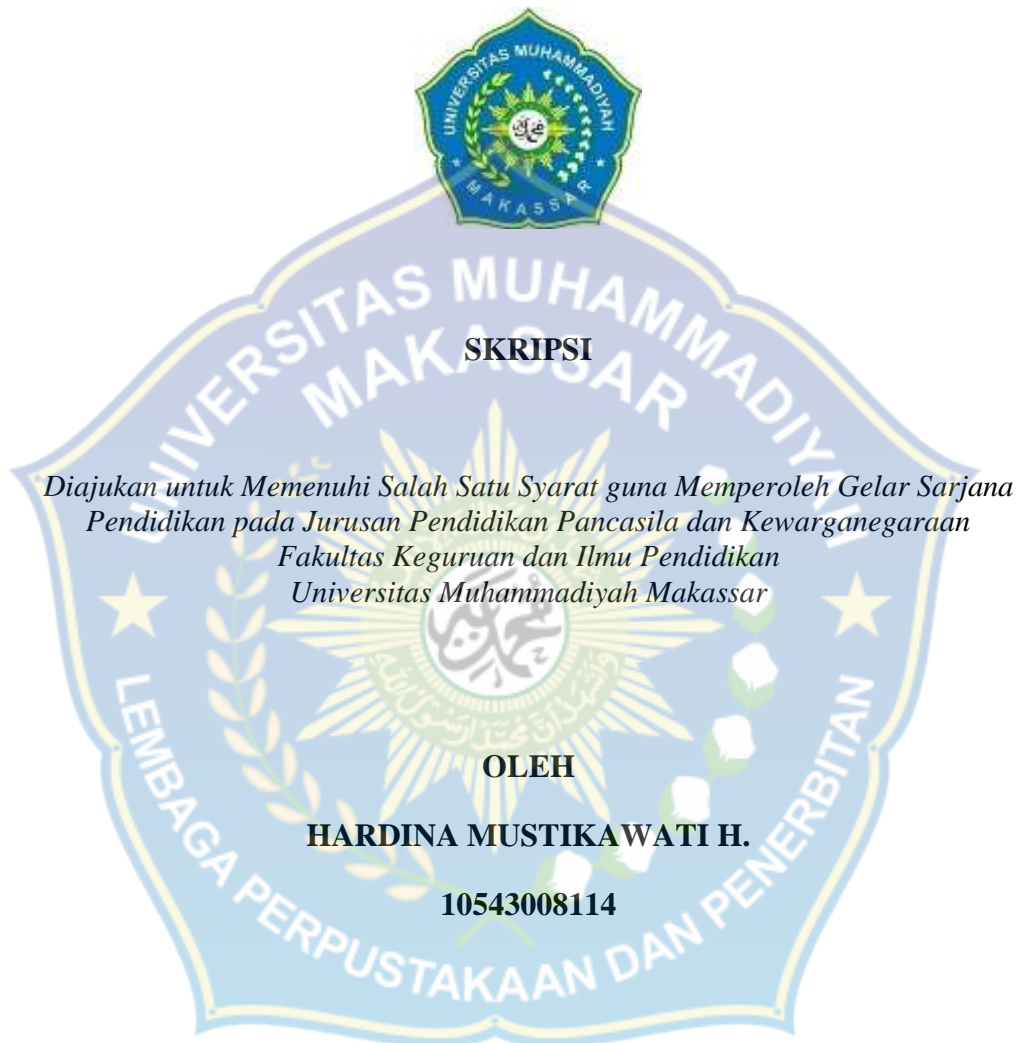 UNIVERSITAS MUHAMMADIYAH
MAKASSAR
UNIVERSITAS MUHAMMADIYAH
MAKASSAR
SKRIPSI
Diajukan untuk Memenuhi Salah Satu Syarat guna Memperoleh Gelar Sarjana
Pendidikan pada Jurusan Pendidikan Pancasila dan Kewarganegaraan
Fakultas Keguruan dan Ilmu Pendidikan
Universitas Muhammadiyah Makassar
OLEH
HARDINA MUSTIKAWATI H.
10543008114
LEMBAGA PERPUSTAKAAN DAN PENERBITAN